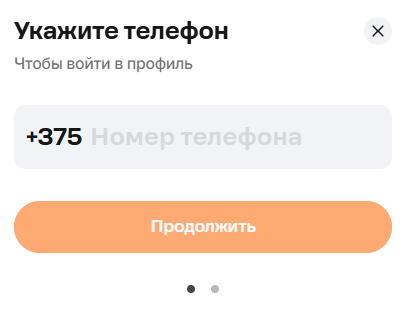 Укажите телефон
Чтобы войти в профиль
+375 Номер телефона
Продолжить